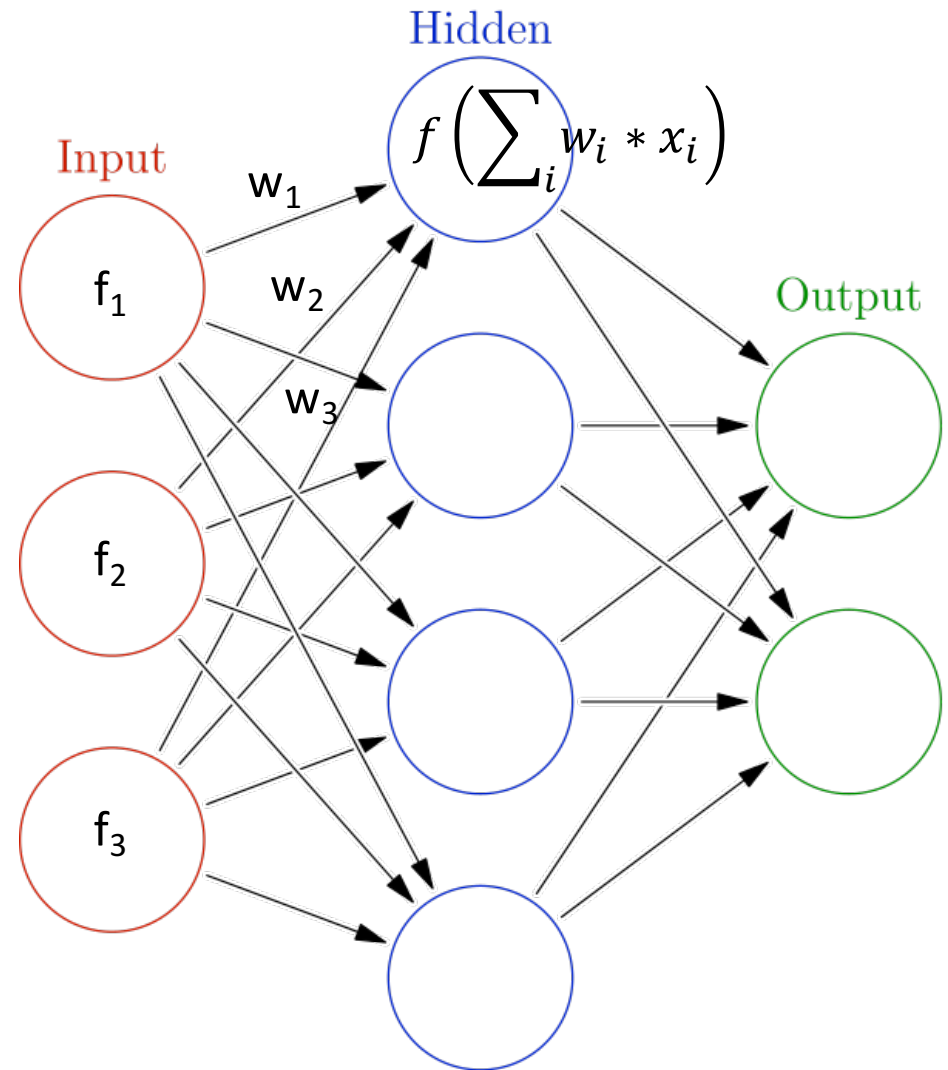 Hidden
f(∑ᵢ wᵢ * xᵢ)
Input
w₁
f₁
w₂
Output
w₃
f₂
f₃